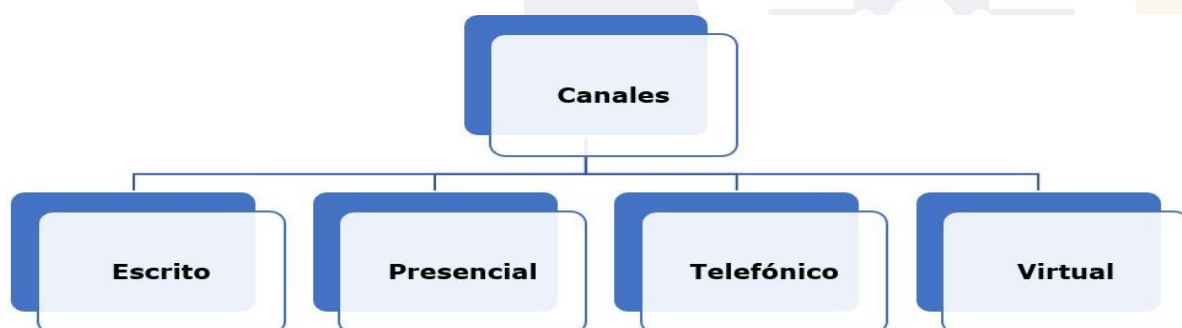 Canales
Escrito
Presencial
Telefónico
Virtual